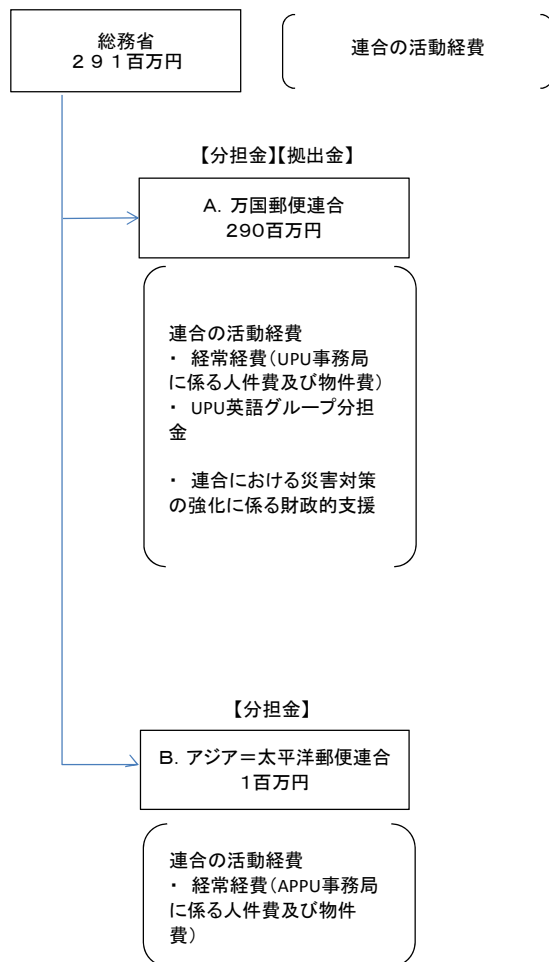 総務省
２９１百万円
連合の活動経費
【分担金】【拠出金】
A．万国郵便連合
290百万円
連合の活動経費
・ 経常経費（UPU事務局
に係る人件費及び物件費）
・ UPU英語グループ分担
金
・ 連合における災害対策
の強化に係る財政的支援
【分担金】
B．アジア＝太平洋郵便連合
1百万円
連合の活動経費
・ 経常経費（APPU事務局
に係る人件費及び物件
費）